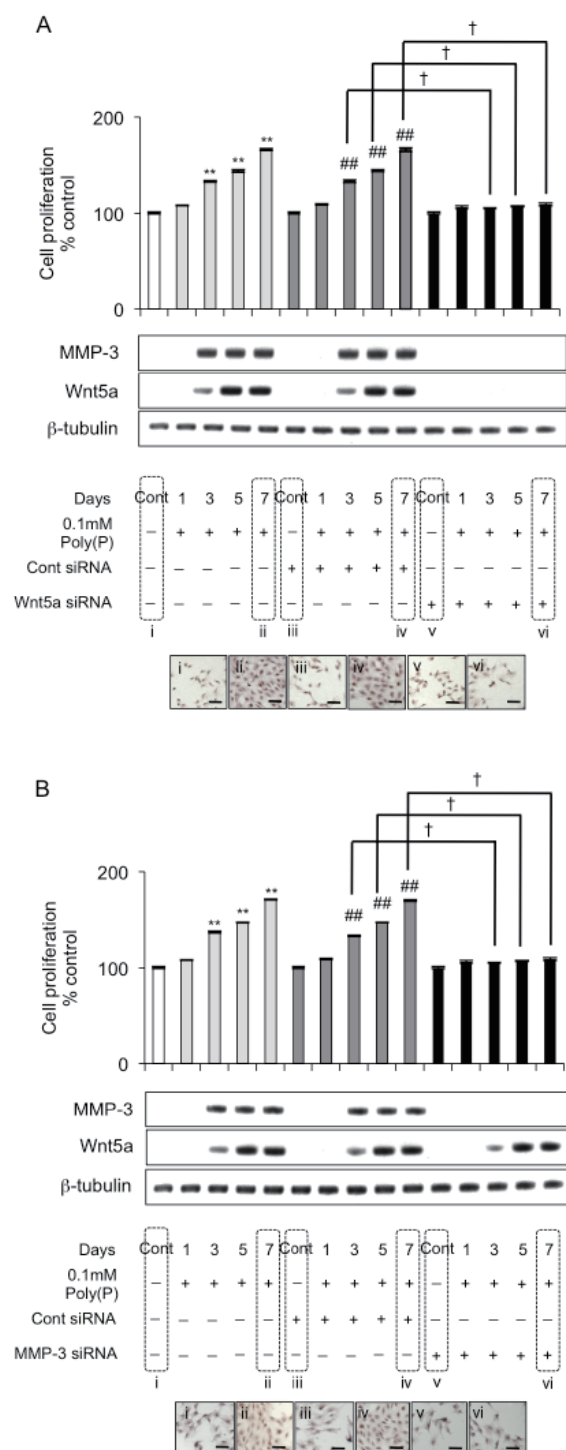 A
† † †
200
** ** **
## ## ##
100
0
Cell proliferation
% control
MMP-3
Wnt5a
β-tubulin
Days Cont 1 3 5 7 Cont 1 3 5 7 Cont 1 3 5 7
0.1mM
Poly(P) – + + + + – + + + + – + + + +
Cont siRNA – – – – – + + + + + – – – – –
Wnt5a siRNA – – – – – – – – – – + + + + +
i ii iii iv v vi
i ii iii iv v vi
B
† † †
200
** ** **
## ## ##
100
0
Cell proliferation
% control
MMP-3
Wnt5a
β-tubulin
Days Cont 1 3 5 7 Cont 1 3 5 7 Cont 1 3 5 7
0.1mM
Poly(P) – + + + + – + + + + – + + + +
Cont siRNA – – – – – + + + + + – – – – –
MMP-3 siRNA – – – – – – – – – – + + + + +
i ii iii iv v vi
i ii iii iv v vi